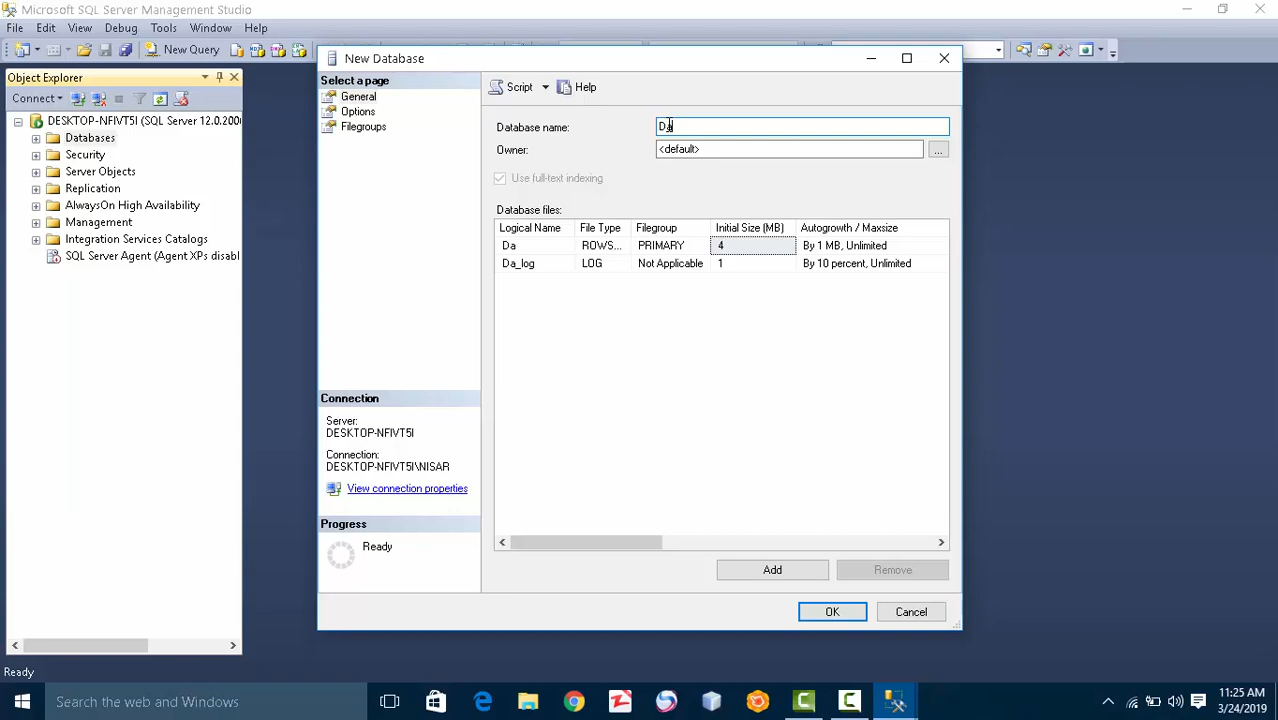 Microsoft SQL Server Management Studio
File Edit View Debug Tools Window Help
New Query
Object Explorer
Connect
DESKTOP-NFIVT5I (SQL Server 12.0.200
Databases
Security
Server Objects
Replication
AlwaysOn High Availability
Management
Integration Services Catalogs
SQL Server Agent (Agent XPs disabl
New Database
Select a page
General
Options
Filegroups
Script Help
Database name: Da
Owner: <default> ...
Use full-text indexing
Database files:
Logical Name File Type Filegroup Initial Size (MB) Autogrowth / Maxsize
Da ROWS... PRIMARY 4 By 1 MB, Unlimited
Da_log LOG Not Applicable 1 By 10 percent, Unlimited
Connection
Server:
DESKTOP-NFIVT5I
Connection:
DESKTOP-NFIVT5I\NISAR
View connection properties
Progress
Ready
Add Remove
OK Cancel
Ready
Search the web and Windows
11:25 AM
3/24/2019